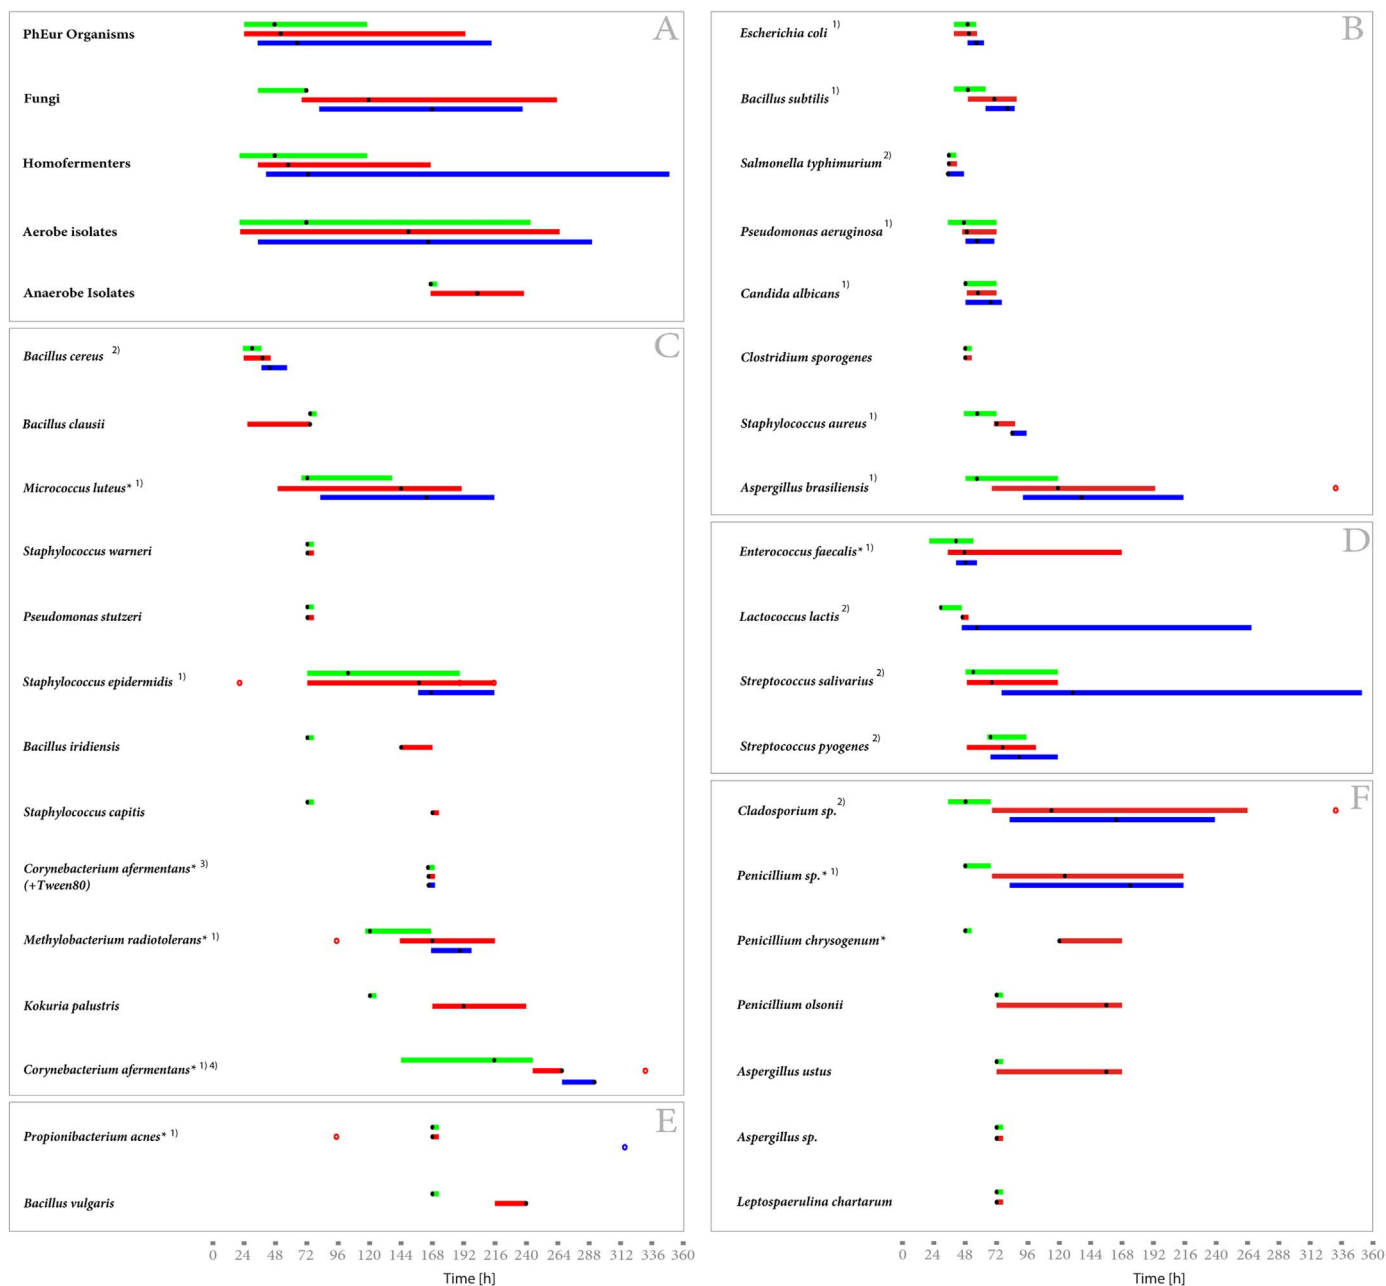 A
PhEur Organisms
Fungi
Homofermenters
Aerobe isolates
Anaerobe Isolates
B
Escherichia coli 1)
Bacillus subtilis 1)
Salmonella typhimurium 2)
Pseudomonas aeruginosa 1)
Candida albicans 1)
Clostridium sporogenes
Staphylococcus aureus 1)
Aspergillus brasiliensis 1)
C
Bacillus cereus 2)
Bacillus clausii
Micrococcus luteus* 1)
Staphylococcus warneri
Pseudomonas stutzeri
Staphylococcus epidermidis 1)
Bacillus iridiensis
Staphylococcus capitis
Corynebacterium afermentans* 3)
(+Tween80)
Methylobacterium radiotolerans* 1)
Kokuria palustris
Corynebacterium afermentans* 1) 4)
D
Enterococcus faecalis* 1)
Lactococcus lactis 2)
Streptococcus salivarius 2)
Streptococcus pyogenes 2)
E
Propionibacterium acnes* 1)
Bacillus vulgaris
F
Cladosporium sp. 2)
Penicillium sp.* 1)
Penicillium chrysogenum*
Penicillium olsonii
Aspergillus ustus
Aspergillus sp.
Leptospaerulina chartarum
0 24 48 72 96 120 144 168 192 216 240 264 288 312 336 360
Time [h]
0 24 48 72 96 120 144 168 192 216 240 264 288 312 336 360
Time [h]